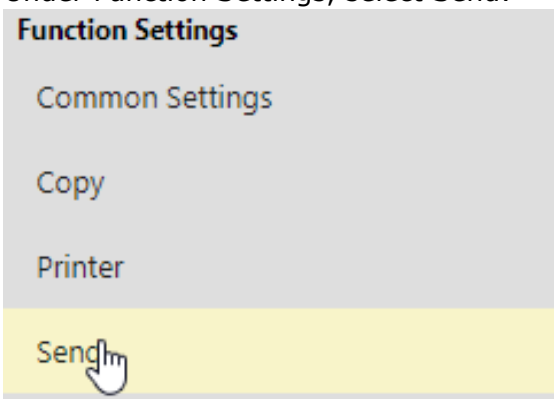 Under Function Settings, select Send.
Function Settings
Common Settings
Copy
Printer
Send